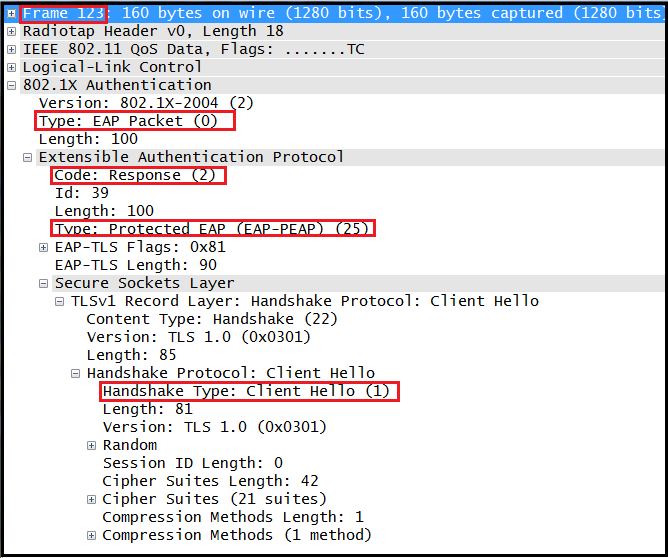 Frame 123: 160 bytes on wire (1280 bits), 160 bytes captured (1280 bits)
Radiotap Header v0, Length 18
IEEE 802.11 QoS Data, Flags: .......TC
Logical-Link Control
802.1X Authentication
Version: 802.1X-2004 (2)
Type: EAP Packet (0)
Length: 100
Extensible Authentication Protocol
Code: Response (2)
Id: 39
Length: 100
Type: Protected EAP (EAP-PEAP) (25)
EAP-TLS Flags: 0x81
EAP-TLS Length: 90
Secure Sockets Layer
TLSv1 Record Layer: Handshake Protocol: Client Hello
Content Type: Handshake (22)
Version: TLS 1.0 (0x0301)
Length: 85
Handshake Protocol: Client Hello
Handshake Type: Client Hello (1)
Length: 81
Version: TLS 1.0 (0x0301)
Random
Session ID Length: 0
Cipher Suites Length: 42
Cipher Suites (21 suites)
Compression Methods Length: 1
Compression Methods (1 method)